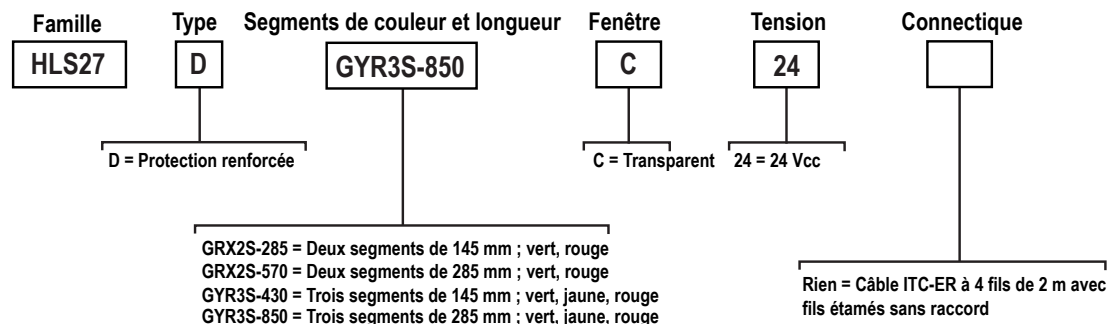 Famille Type Segments de couleur et longueur Fenêtre Tension Connectique
HLS27 D GYR3S-850 C 24
D = Protection renforcée C = Transparent 24 = 24 Vcc
GRX2S-285 = Deux segments de 145 mm ; vert, rouge
GRX2S-570 = Deux segments de 285 mm ; vert, rouge
GYR3S-430 = Trois segments de 145 mm ; vert, jaune, rouge
GYR3S-850 = Trois segments de 285 mm ; vert, jaune, rouge
Rien = Câble ITC-ER à 4 fils de 2 m avec
fils étamés sans raccord